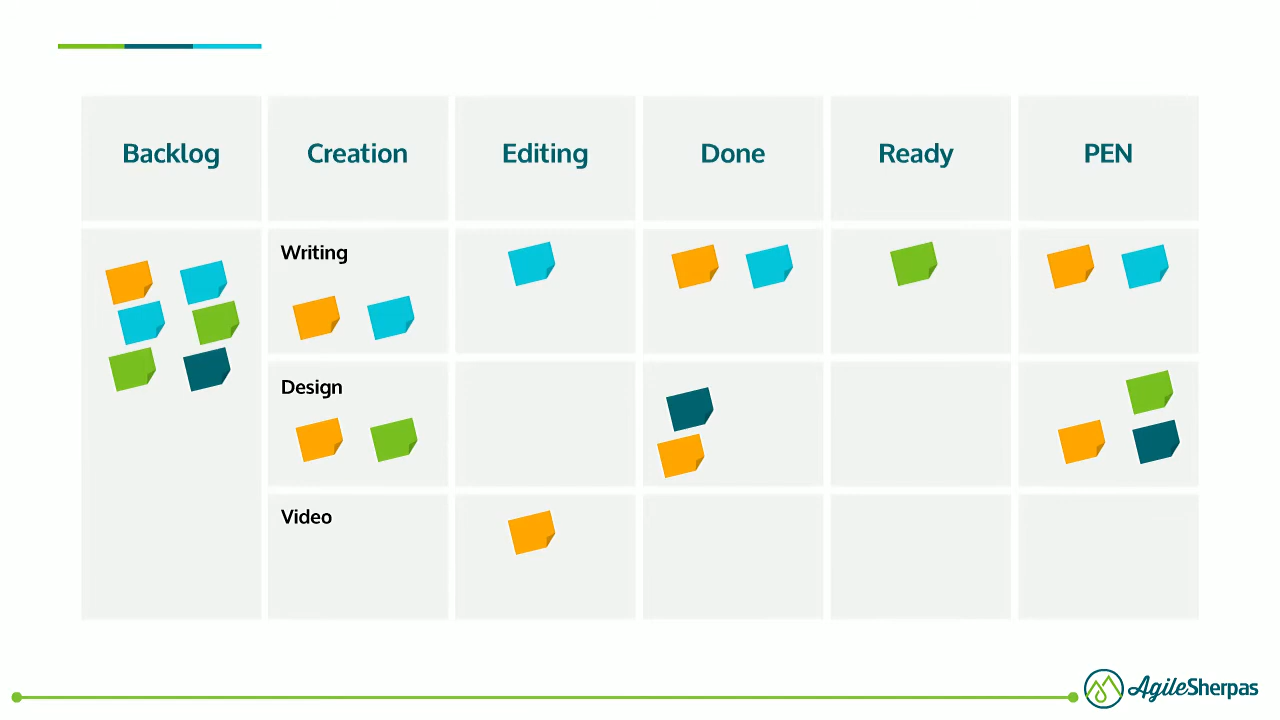 Backlog Creation Editing Done Ready PEN
Writing
Design
Video
AgileSherpas